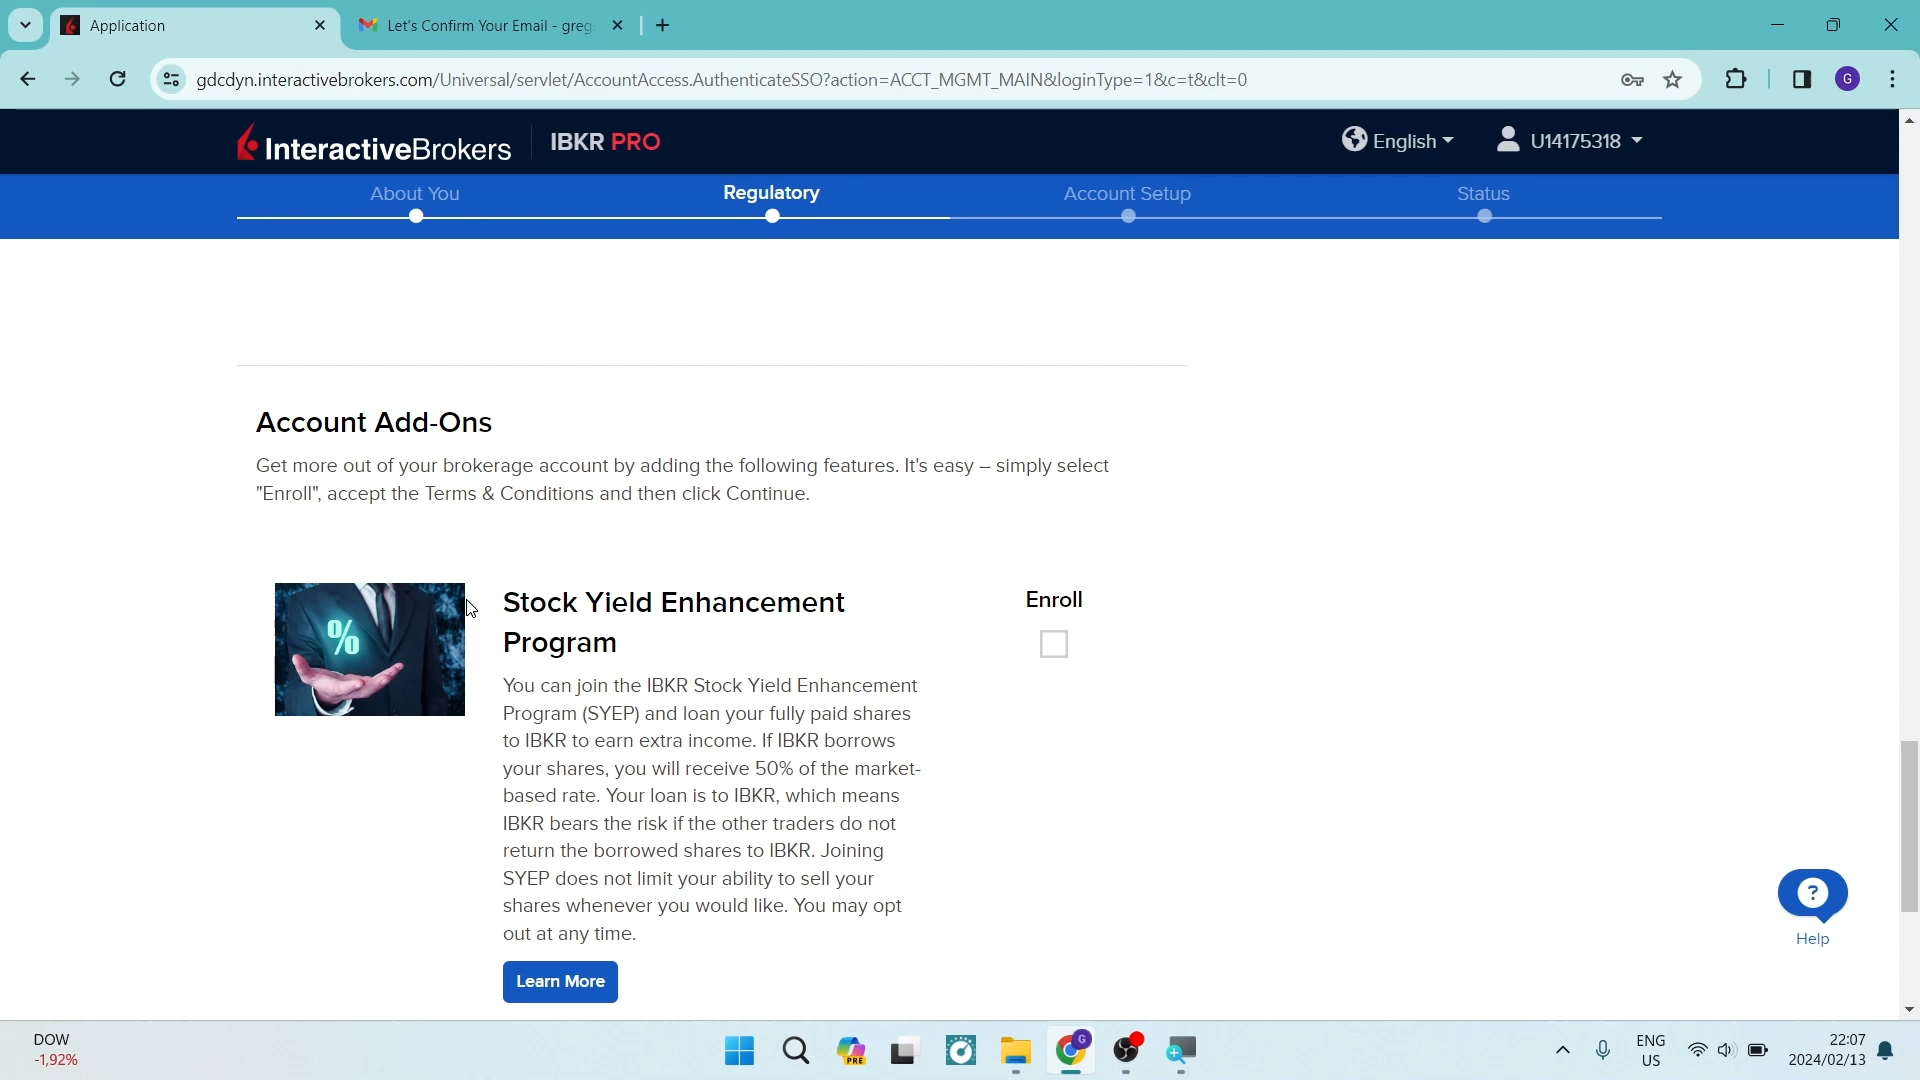 Application
Let's Confirm Your Email - greg
gdcdyn.interactivebrokers.com/Universal/servlet/AccountAccess.AuthenticateSSO?action=ACCT_MGMT_MAIN&loginType=1&c=t&clt=0
G
InteractiveBrokers
IBKR PRO
English
U14175318
About You
Regulatory
Account Setup
Status
Account Add-Ons
Get more out of your brokerage account by adding the following features. It's easy – simply select
"Enroll", accept the Terms & Conditions and then click Continue.
%
Stock Yield Enhancement
Program
Enroll
You can join the IBKR Stock Yield Enhancement
Program (SYEP) and loan your fully paid shares
to IBKR to earn extra income. If IBKR borrows
your shares, you will receive 50% of the market-
based rate. Your loan is to IBKR, which means
IBKR bears the risk if the other traders do not
return the borrowed shares to IBKR. Joining
SYEP does not limit your ability to sell your
shares whenever you would like. You may opt
out at any time.
Learn More
?
Help
DOW
-1,92%
PRE
G
ENG
US
22:07
2024/02/13